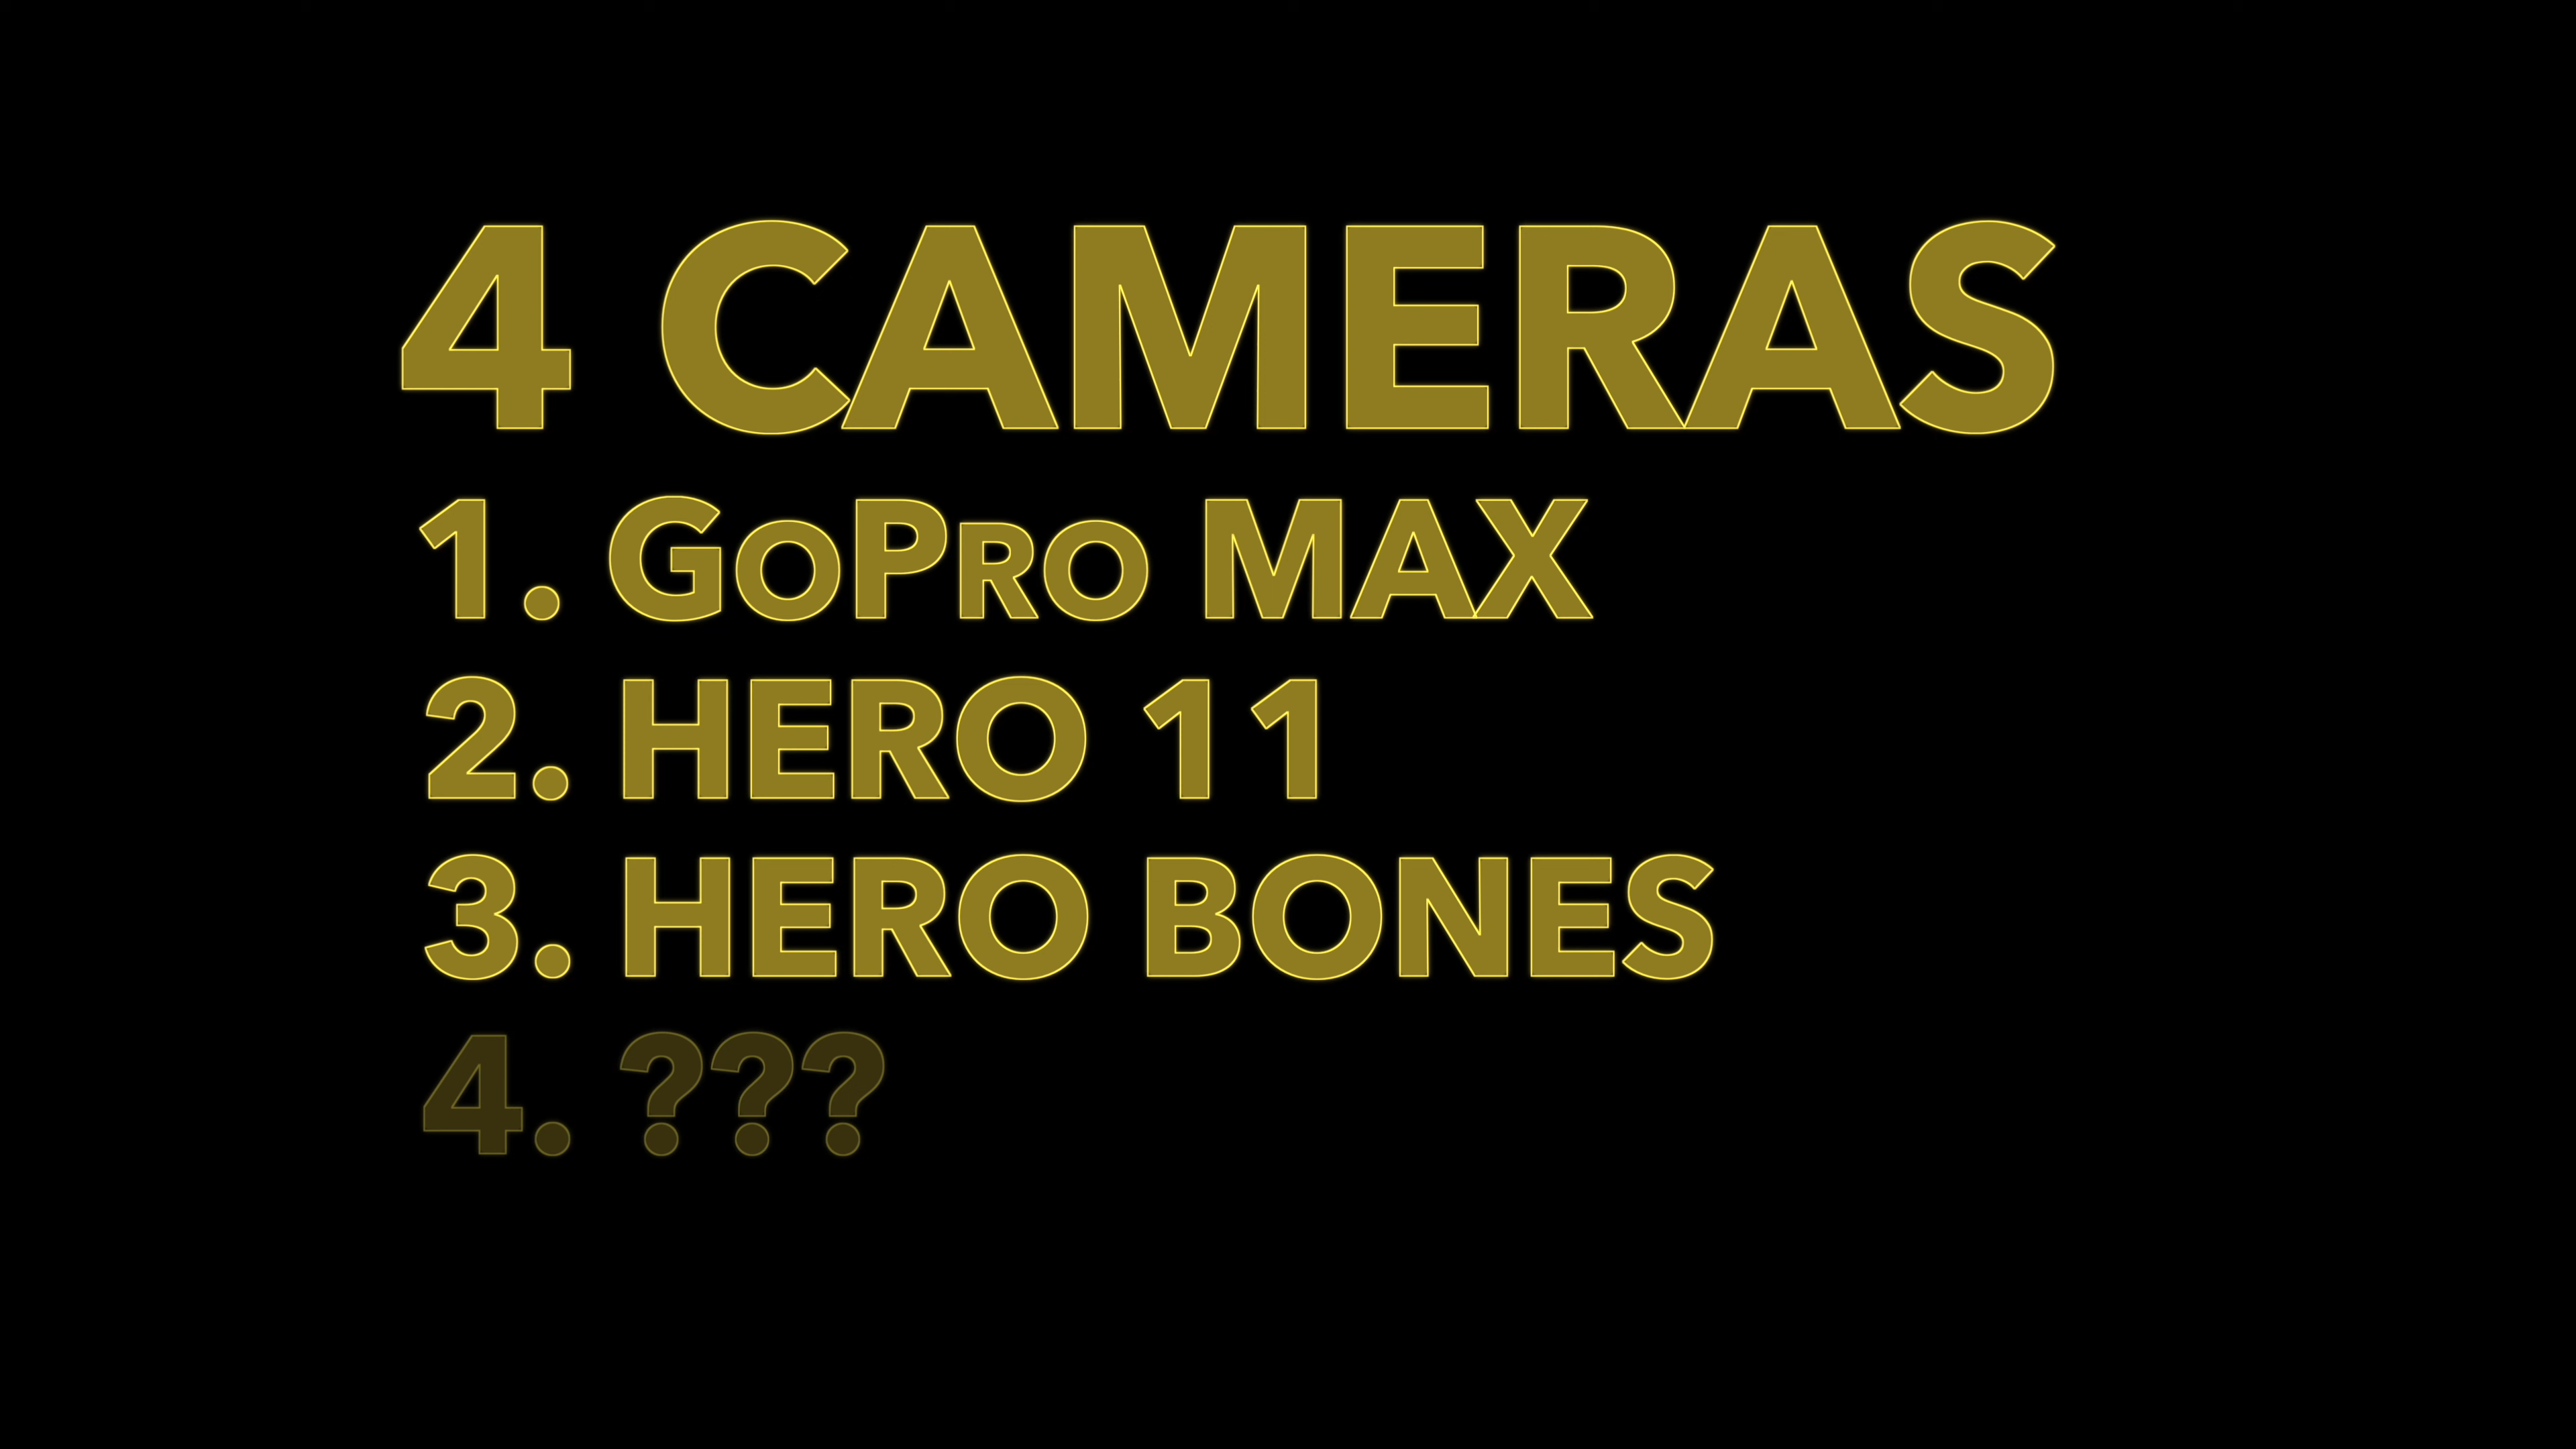 4 CAMERAS
1. GoPro MAX
2. HERO 11
3. HERO BONES
4. ???